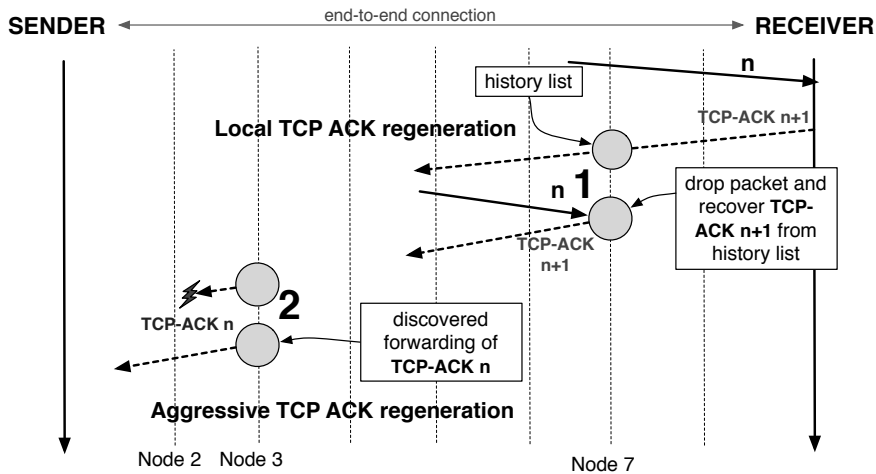 end-to-end connection
SENDER
RECEIVER
n
history list
TCP-ACK n+1
Local TCP ACK regeneration
n 1
drop packet and
recover TCP-
ACK n+1 from
history list
TCP-ACK
n+1
2
TCP-ACK n
discovered
forwarding of
TCP-ACK n
Aggressive TCP ACK regeneration
Node 2
Node 3
Node 7